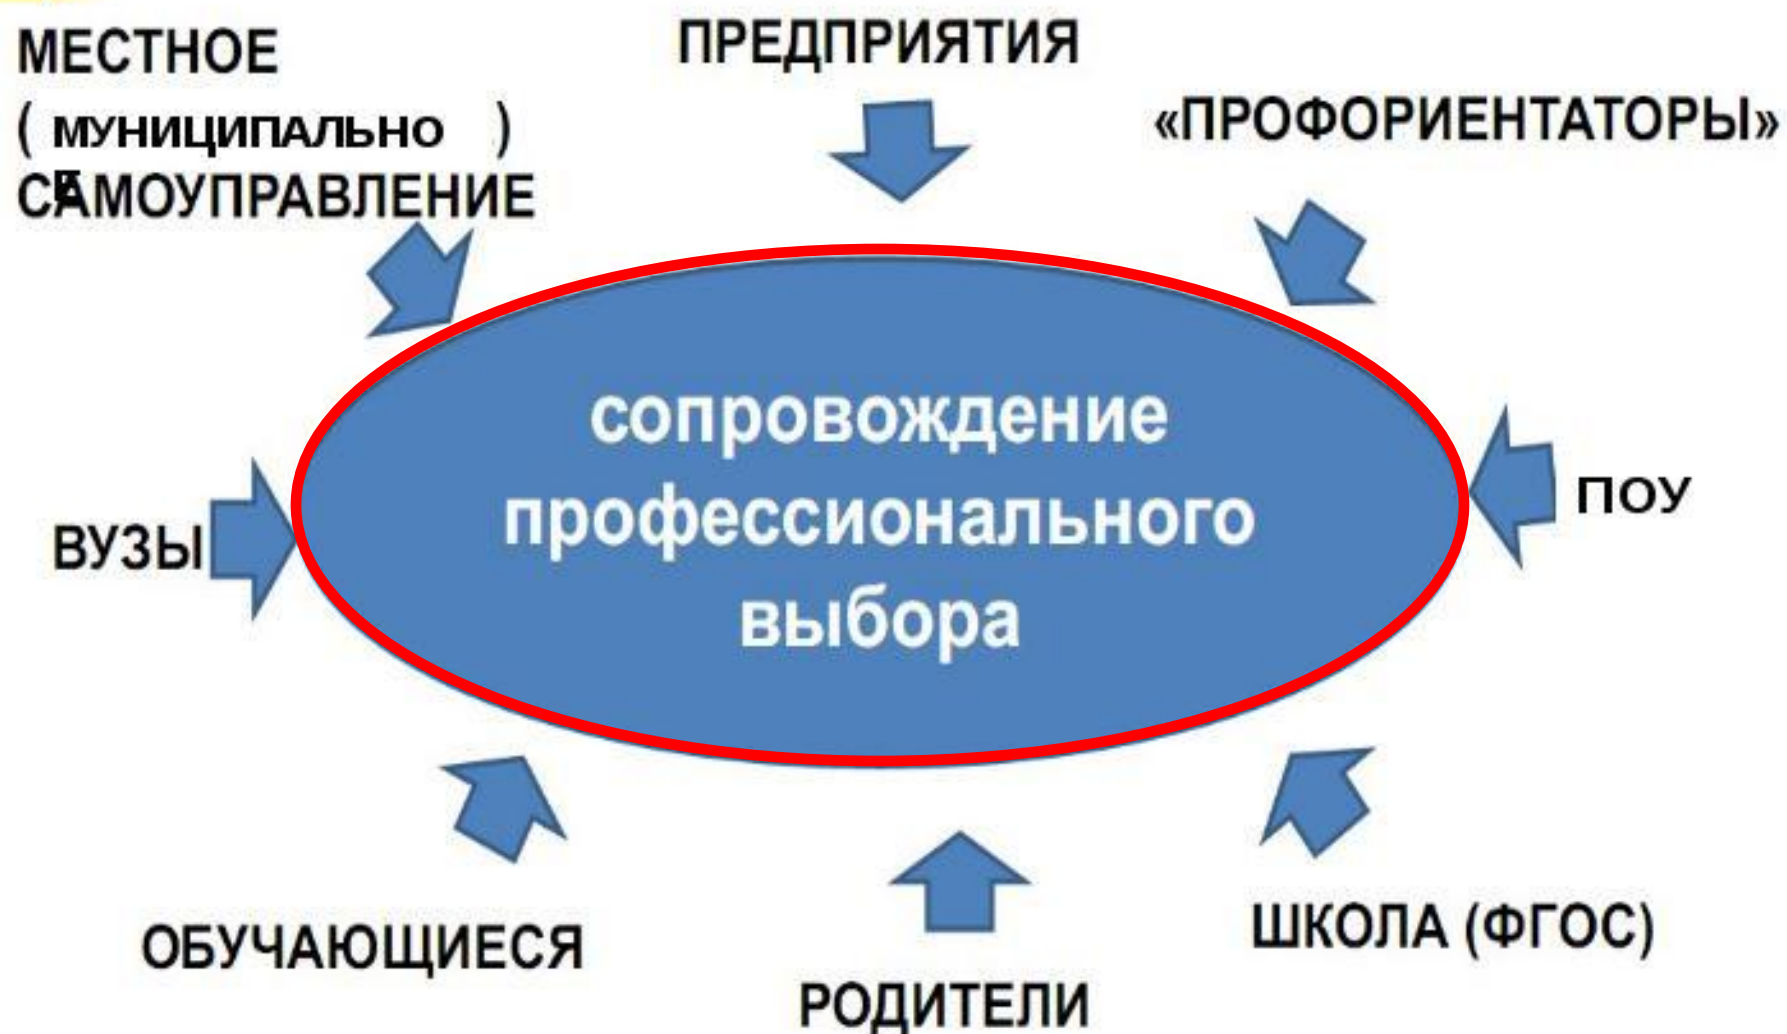 МЕСТНОЕ
( МУНИЦИПАЛЬНО )
Е
САМОУПРАВЛЕНИЕ
ПРЕДПРИЯТИЯ
«ПРОФОРИЕНТАТОРЫ»
сопровождение
профессионального
выбора
ВУЗЫ
ПОУ
ОБУЧАЮЩИЕСЯ
РОДИТЕЛИ
ШКОЛА (ФГОС)